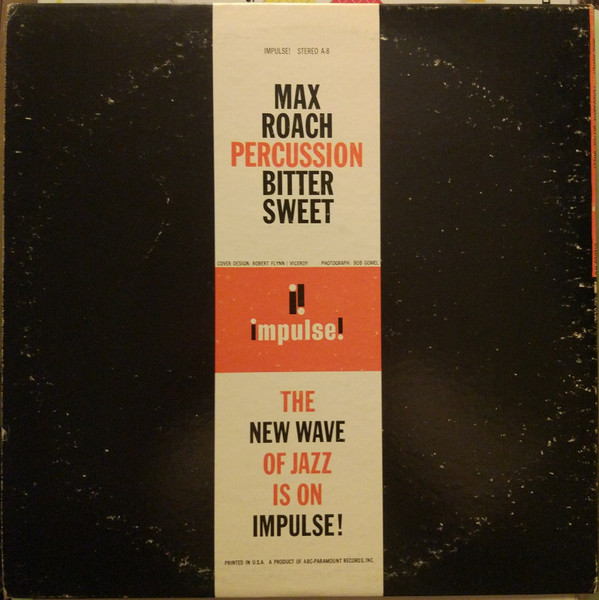 IMPULSE! STEREO A-8
MAX
ROACH
PERCUSSION
BITTER
SWEET
COVER DESIGN: ROBERT FLYNN / VICEROY PHOTOGRAPH: BOB GOMEL
i!
impulse!
THE
NEW WAVE
OF JAZZ
IS ON
IMPULSE!
PRINTED IN U.S.A. A PRODUCT OF ABC-PARAMOUNT RECORDS, INC.